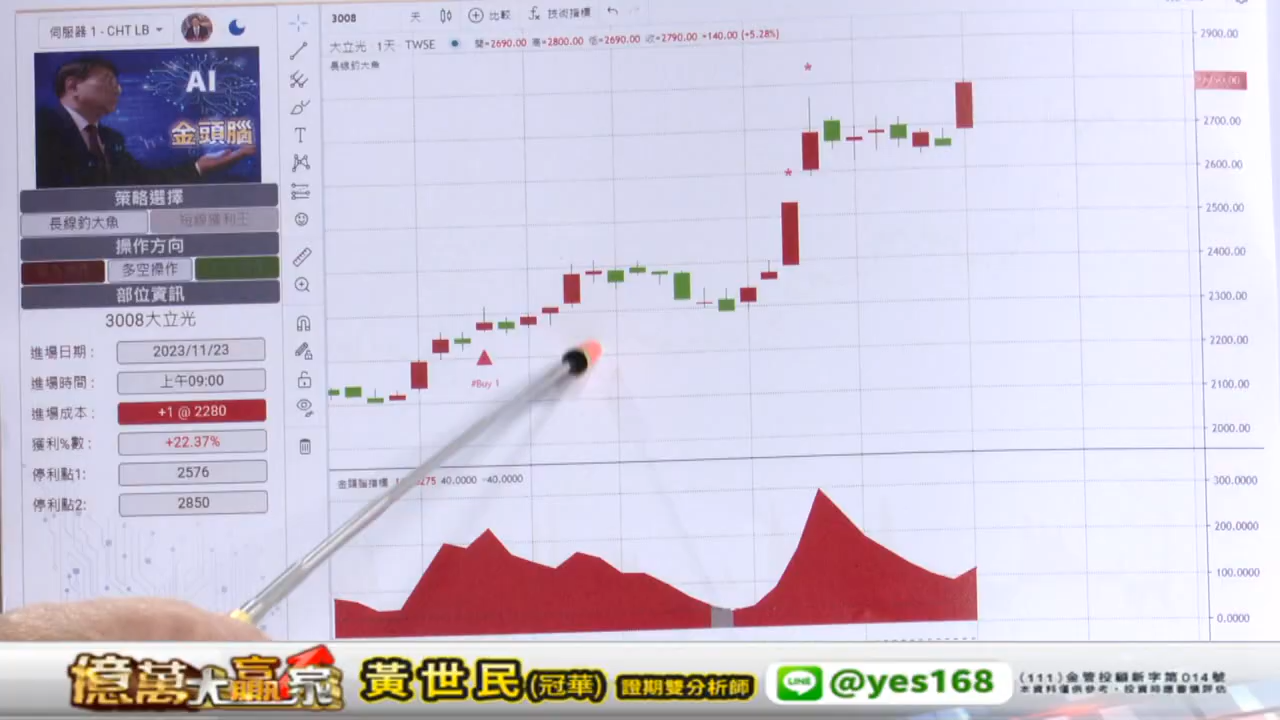 伺服器 1 - CHT LB
3008
天
比較
技術指標
大立光 1天 TWSE
開=2690.00 高=2800.00 低=2690.00 收=2790.00 +140.00 (+5.28%)
長線釣大魚
AI
金頭腦
策略選擇
長線釣大魚
短線獲利王
操作方向
多空操作
部位資訊
3008大立光
進場日期： 2023/11/23
進場時間： 上午09:00
進場成本： +1 @ 2280
獲利%數： +22.37%
停利點1: 2576
停利點2: 2850
#Buy 1
2900.00
2700.00
2600.00
2500.00
2400.00
2300.00
2200.00
2100.00
2000.00
金頭腦指標
40.0000 -40.0000
300.0000
200.0000
100.0000
0.0000
億萬大贏家
黃世民(冠華) 證期雙分析師
LINE @yes168
(111)金管投顧新字第014號
本資料僅供參考，投資時應審慎評估